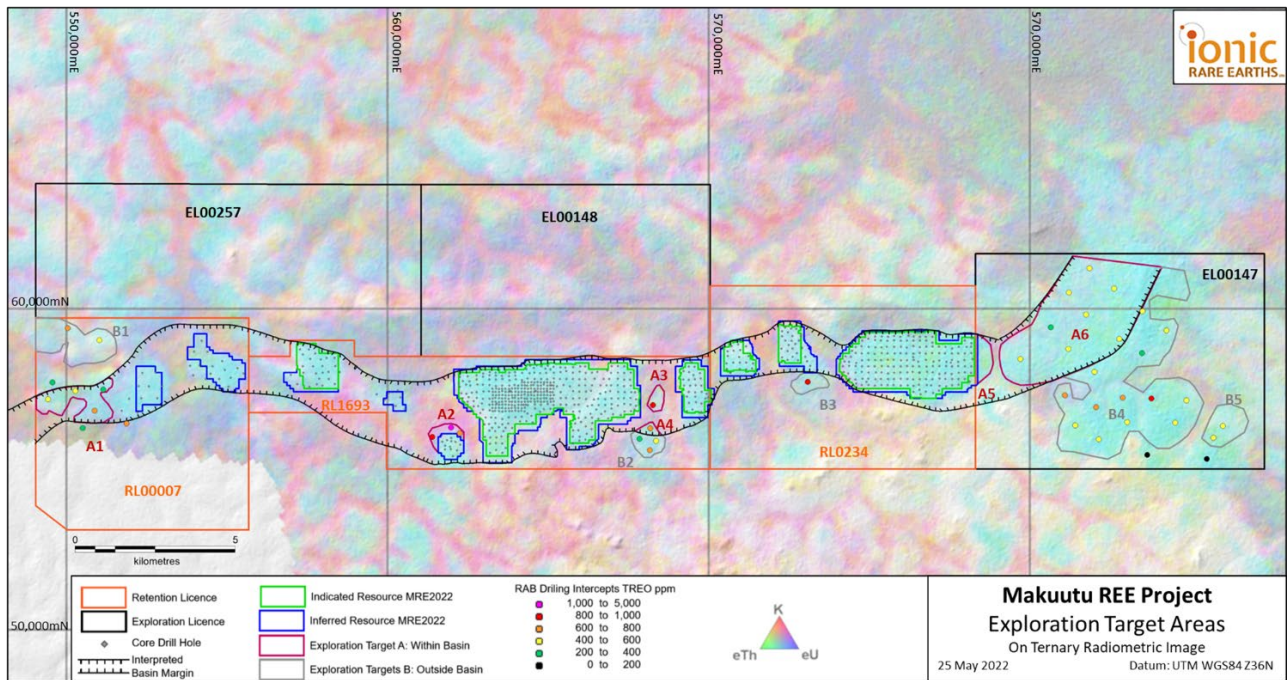 550,000mE
560,000mE
570,000mE
570,000mE
ionic
RARE EARTHS
EL00257
EL00148
EL00147
60,000mN
B1
A6
A3
RL1693
A2
A5
B3
A4
B4
B5
A1
B2
RL0234
RL00007
0 5
kilometres
50,000mN
Retention Licence
Exploration Licence
Core Drill Hole
Interpreted
Basin Margin
Indicated Resource MRE2022
Inferred Resource MRE2022
Exploration Target A: Within Basin
Exploration Targets B: Outside Basin
RAB Driling Intercepts TREO ppm
1,000 to 5,000
800 to 1,000
600 to 800
400 to 600
200 to 400
0 to 200
K
eTh eU
Makuutu REE Project
Exploration Target Areas
On Ternary Radiometric Image
25 May 2022 Datum: UTM WGS84 Z36N